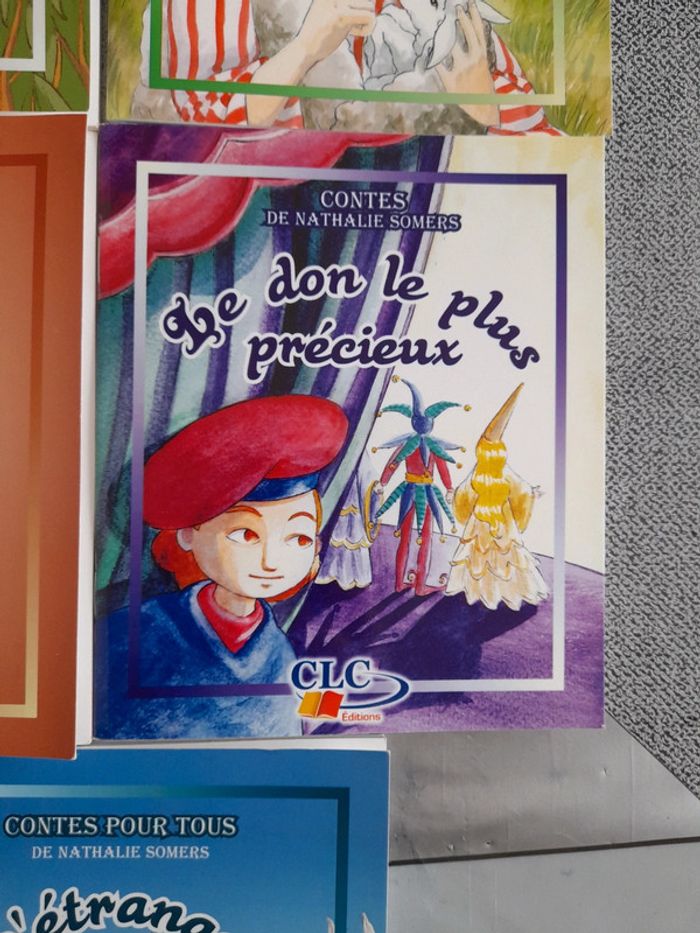 CONTES
DE NATHALIE SOMERS
Le don le plus
précieux
CLC
Éditions
CONTES POUR TOUS
DE NATHALIE SOMERS